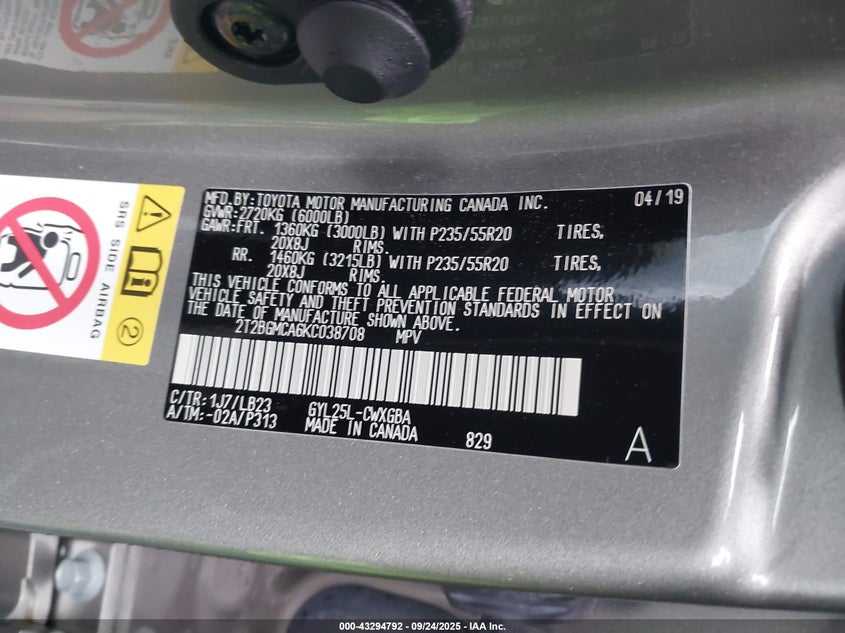 MFD. BY: TOYOTA MOTOR MANUFACTURING CANADA INC. 04/19
GVWR: 2720KG (6000LB)
GAWR: FRT. 1360KG (3000LB) WITH P235/55R20 TIRES,
20X8J RIMS.
RR. 1460KG (3215LB) WITH P235/55R20 TIRES,
20X8J RIMS.
THIS VEHICLE CONFORMS TO ALL APPLICABLE FEDERAL MOTOR
VEHICLE SAFETY AND THEFT PREVENTION STANDARDS IN EFFECT ON
THE DATE OF MANUFACTURE SHOWN ABOVE.
2T2BGMCA6KC038708 MPV
C/TR: 1J7/LB23 GYL25L-CWXGBA
A/TM: -02A/P313 MADE IN CANADA 829 A
SRS SIDE AIRBAG
2
000-43294792 - 09/24/2025 - IAA Inc.